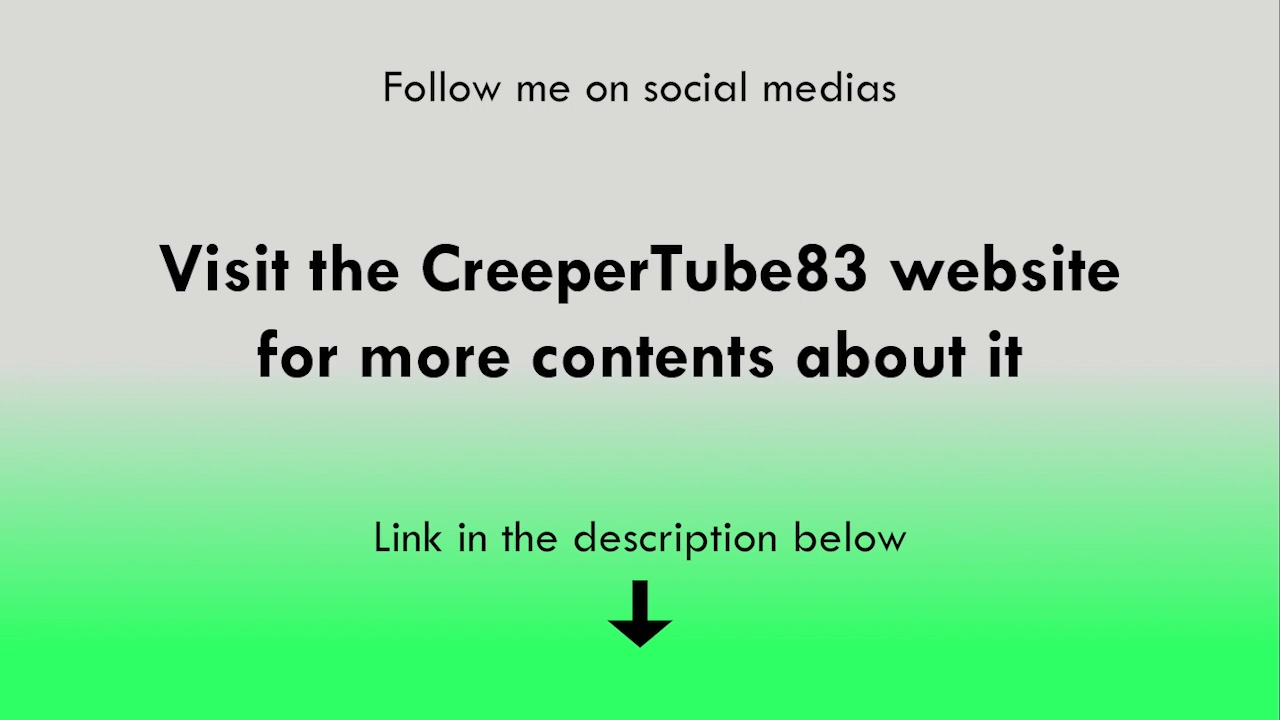 Follow me on social medias
Visit the CreeperTube83 website
for more contents about it
Link in the description below